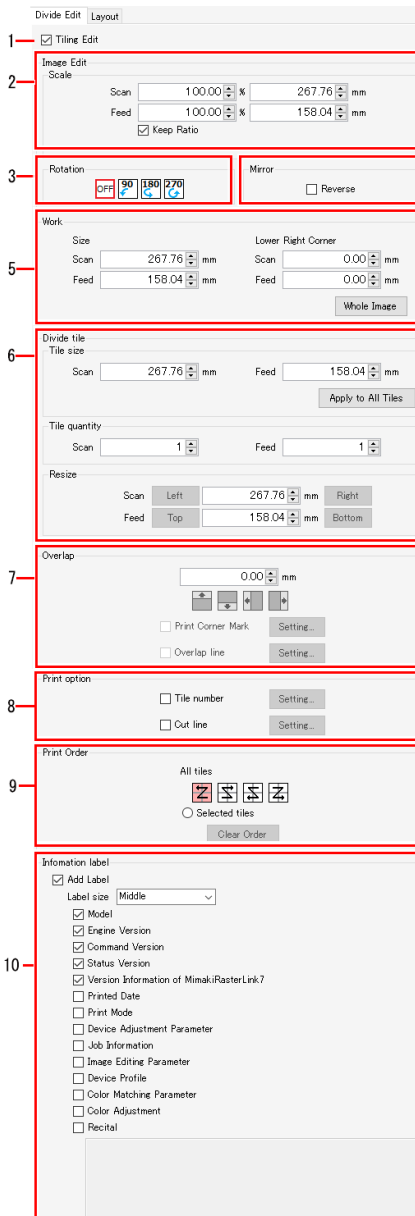 Divide Edit Layout
1 Tiling Edit
Image Edit
2 Scale
Scan 100.00 % 267.76 mm
Feed 100.00 % 158.04 mm
Keep Ratio
3 Rotation Mirror
OFF 90 180 270 Reverse
Work
Size Lower Right Corner
5 Scan 267.76 mm Scan 0.00 mm
Feed 158.04 mm Feed 0.00 mm
Whole Image
6 Divide tile
Tile size
Scan 267.76 mm Feed 158.04 mm
Apply to All Tiles
Tile quantity
Scan 1 Feed 1
Resize
Scan Left 267.76 mm Right
Feed Top 158.04 mm Bottom
Overlap
7 0.00 mm
Print Corner Mark Setting...
Overlap line Setting...
Print option
8 Tile number Setting...
Cut line Setting...
Print Order
All tiles
9
Selected tiles
Clear Order
Infomation label
Add Label
Label size Middle
Model
Engine Version
Command Version
10 Status Version
Version Information of MimakiRasterLink7
Printed Date
Print Mode
Device Adjustment Parameter
Job Information
Image Editing Parameter
Device Profile
Color Matching Parameter
Color Adjustment
Recital